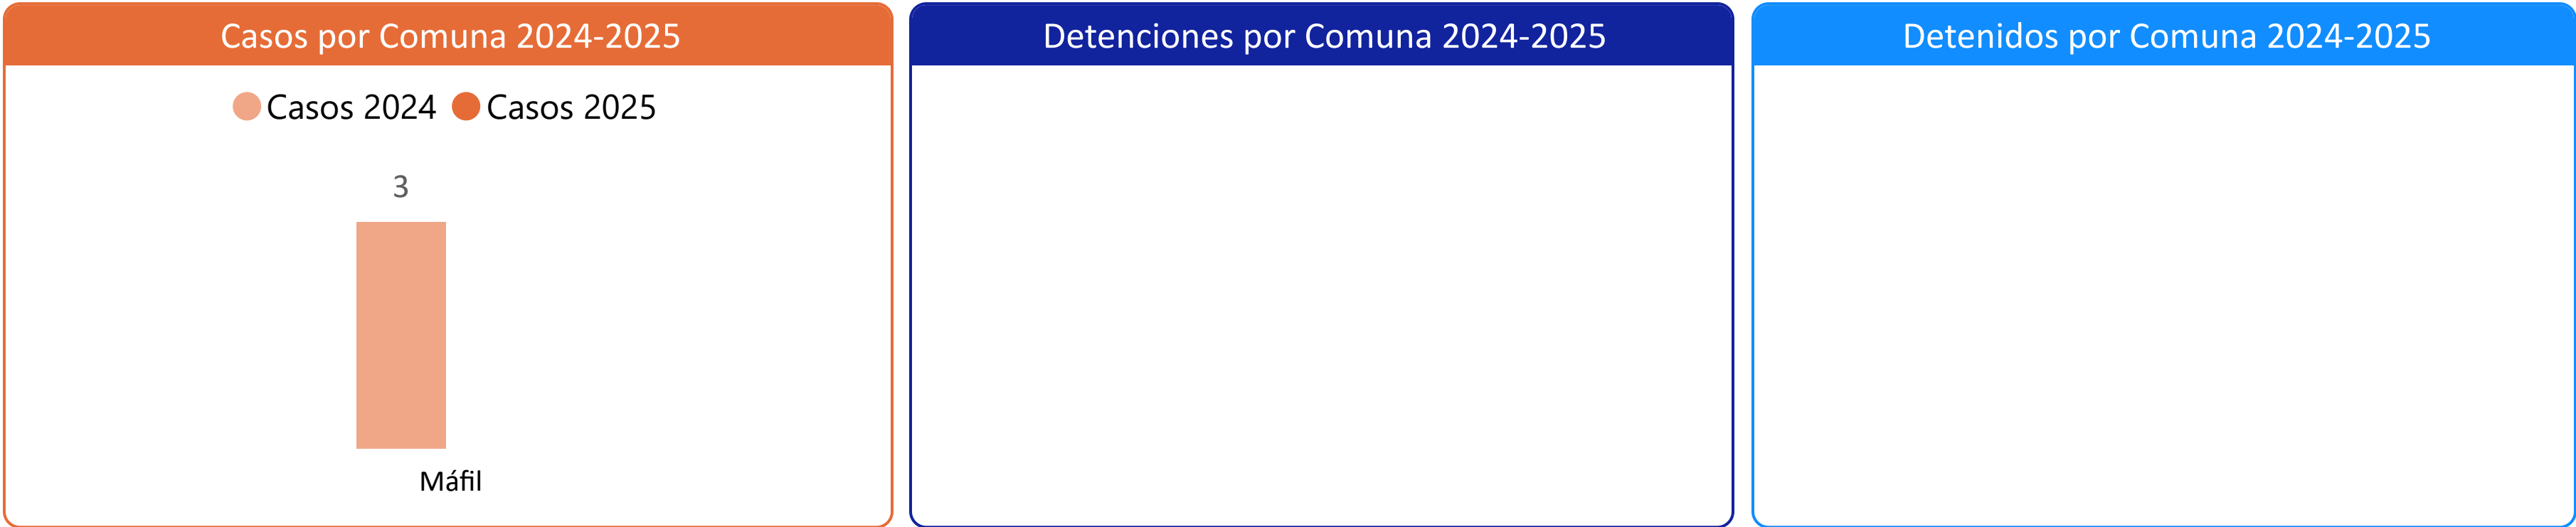 Casos por Comuna 2024-2025
Casos 2024 Casos 2025
3
Máfil
Detenciones por Comuna 2024-2025
Detenidos por Comuna 2024-2025